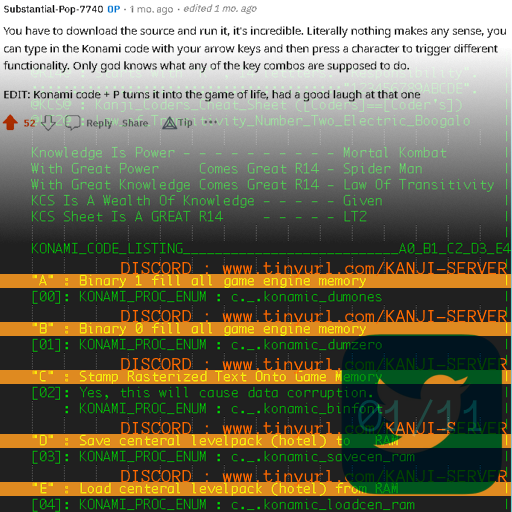 Substantial-Pop-7740 OP · 1 mo. ago · edited 1 mo. ago
You have to download the source and run it, it's incredible. Literally nothing makes any sense, you
can type in the Konami code with your arrow keys and then press a character to trigger different
functionality. Only god knows what any of the key combos are supposed to do.
EDIT: Konami code + P turns it into the game of life, had a good laugh at that one
@KCS@ : Kanji_Coders_Cheat_Sheet ([Coders]==[Coder's])
52 Reply Share Tip
Number_Two_Electric_Boogalo
Knowledge Is Power - - - - - - - - - - Mortal Kombat
With Great Power Comes Great R14 - Spider Man
With Great Knowledge Comes Great R14 - Law Of Transitivity
KCS Is A Wealth Of Knowledge - - - - - Given
KCS Sheet Is A GREAT R14 - - - - - LT2
KONAMI_CODE_LISTING A0_B1_C2_D3_E4
DISCORD : www.tinyurl.com/KANJI-SERVER
"A" : Binary 1 fill all game engine memory
[00]: KONAMI_PROC_ENUM : c._.konamic_dumones
DISCORD : www.tinyurl.com/KANJI-SERVER
"B" : Binary 0 fill all game engine memory
[01]: KONAMI_PROC_ENUM : c._.konamic_dumzero
DISCORD : www.tinyurl.com/KANJI-SERVER
"C" : Stamp Rasterized Text Onto Game Memory
[02]: Yes, this will cause data corruption.
: KONAMI_PROC_ENUM : c._.konamic_binfot
01/11
DISCORD : www.tinyurl.com/KANJI-SERVER
"D" : Save centeral levelpack (hotel) to RAM
[03]: KONAMI_PROC_ENUM : c._.konamic_savecen_ram
DISCORD : www.tinyurl.com/KANJI-SERVER
"E" : Load centeral levelpack (hotel) from RAM
[04]: KONAMI_PROC_ENUM : c._.konamic_loadcen_ram